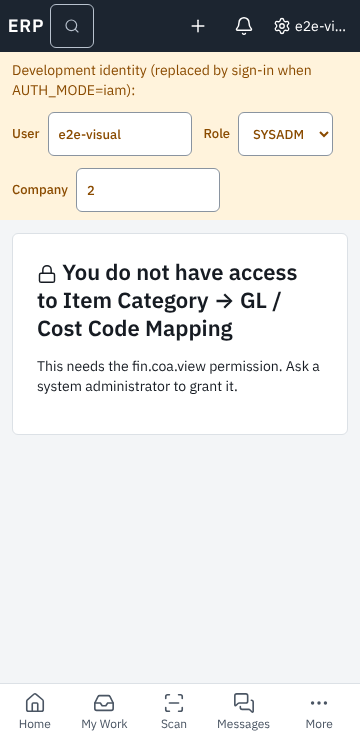 ERP
e2e-vi...
Development identity (replaced by sign-in when
AUTH_MODE=iam):
User e2e-visual Role SYSADM
Company 2
You do not have access
to Item Category → GL /
Cost Code Mapping
This needs the fin.coa.view permission. Ask a
system administrator to grant it.
Home My Work Scan Messages More